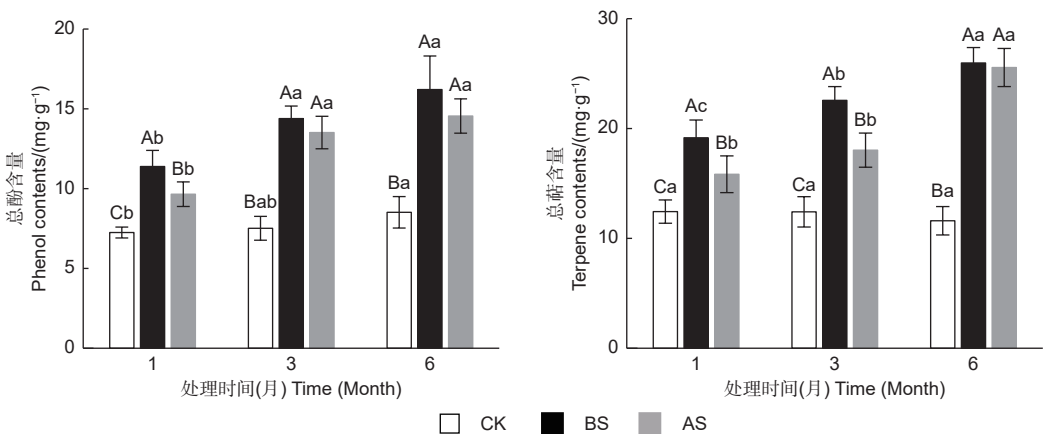 总酚含量
Phenol contents/(mg·g⁻¹)
20
15
10
5
0
Cb
Ab
Bb
Bab
Aa
Aa
Ba
Aa
Aa
1
3
6
处理时间(月) Time (Month)
总萜含量
Terpene contents/(mg·g⁻¹)
30
20
10
0
Ca
Ac
Bb
Ca
Ab
Bb
Ba
Aa
Aa
1
3
6
处理时间(月) Time (Month)
CK BS AS